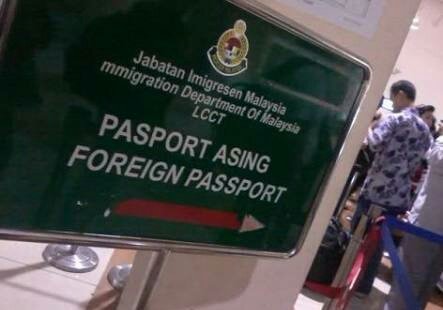 Jabatan Imigresen Malaysia
mmigration Department Of Malaysia
LCCT
PASPORT ASING
FOREIGN PASSPORT